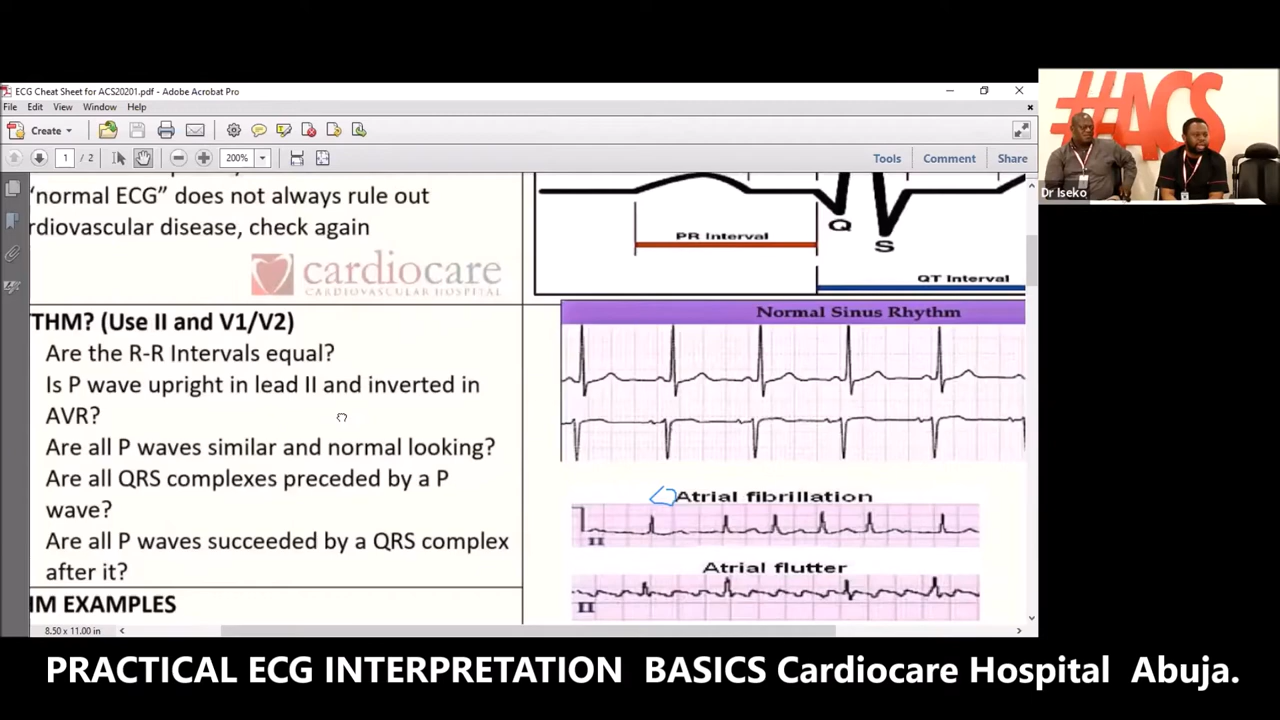 ECG Cheat Sheet for ACS20201.pdf - Adobe Acrobat Pro
File Edit View Window Help
Create
1 / 2 200% Tools Comment Share
#ACS
Dr Iseko
"normal ECG" does not always rule out
rdiovascular disease, check again
cardiocare
CARDIOVASCULAR HOSPITAL
PR Interval
Q
S
QT Interval
THM? (Use II and V1/V2)
Are the R-R Intervals equal?
Is P wave upright in lead II and inverted in
AVR?
Are all P waves similar and normal looking?
Are all QRS complexes preceded by a P
wave?
Are all P waves succeeded by a QRS complex
after it?
IM EXAMPLES
Normal Sinus Rhythm
Atrial fibrillation
II
Atrial flutter
II
8.50 x 11.00 in
PRACTICAL ECG INTERPRETATION BASICS Cardiocare Hospital Abuja.